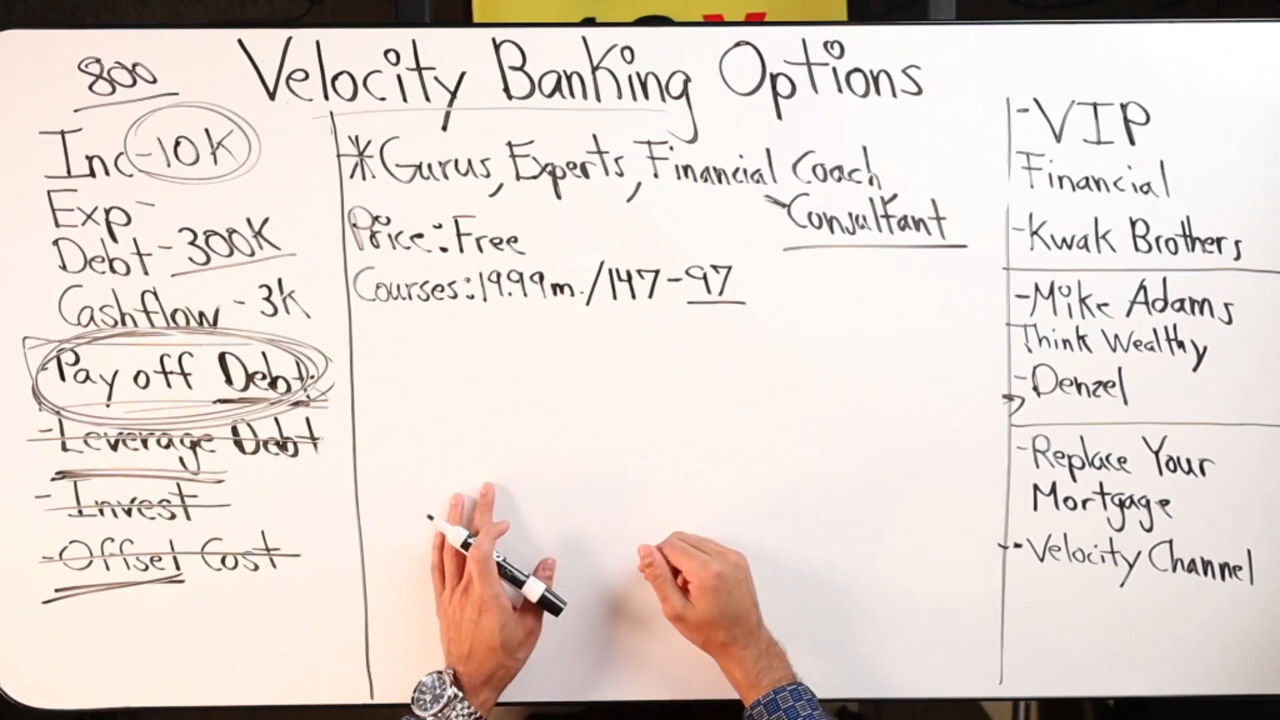 800
Velocity Banking Options
Inc-10K
Exp-
Debt-300K
Cashflow-3K
Pay off Debt
-Leverage Debt
-Invest
-Offset Cost
*Gurus, Experts, Financial Coach
Consultant
Price: Free
Courses: 19.99m./147-97
-VIP
Financial
-Kwak Brothers
-Mike Adams
Think Wealthy
-Denzel
-Replace Your
Mortgage
-Velocity Channel